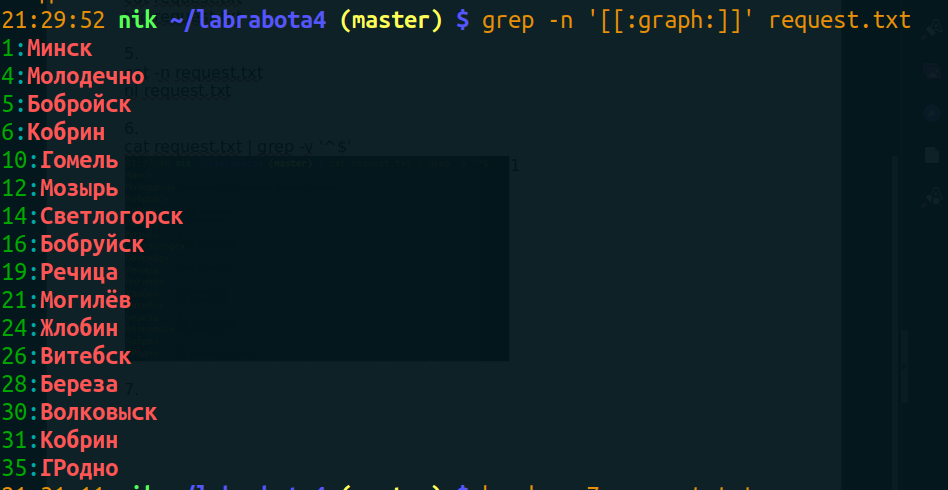 21:29:52 nik ~/labrabota4 (master) $ grep -n '[[:graph:]]' request.txt
1:Минск
4:Молодечно
5.
5:Бобройск
-n request.txt
nl request.txt
6:Кобрин
6.
cat request.txt | grep -v '^$'
10:Гомель
1
12:Мозырь
14:Светлогорск
16:Бобруйск
19:Речица
21:Могилёв
24:Жлобин
26:Витебск
28:Береза
7.
30:Волковыск
31:Кобрин
35:ГРодно